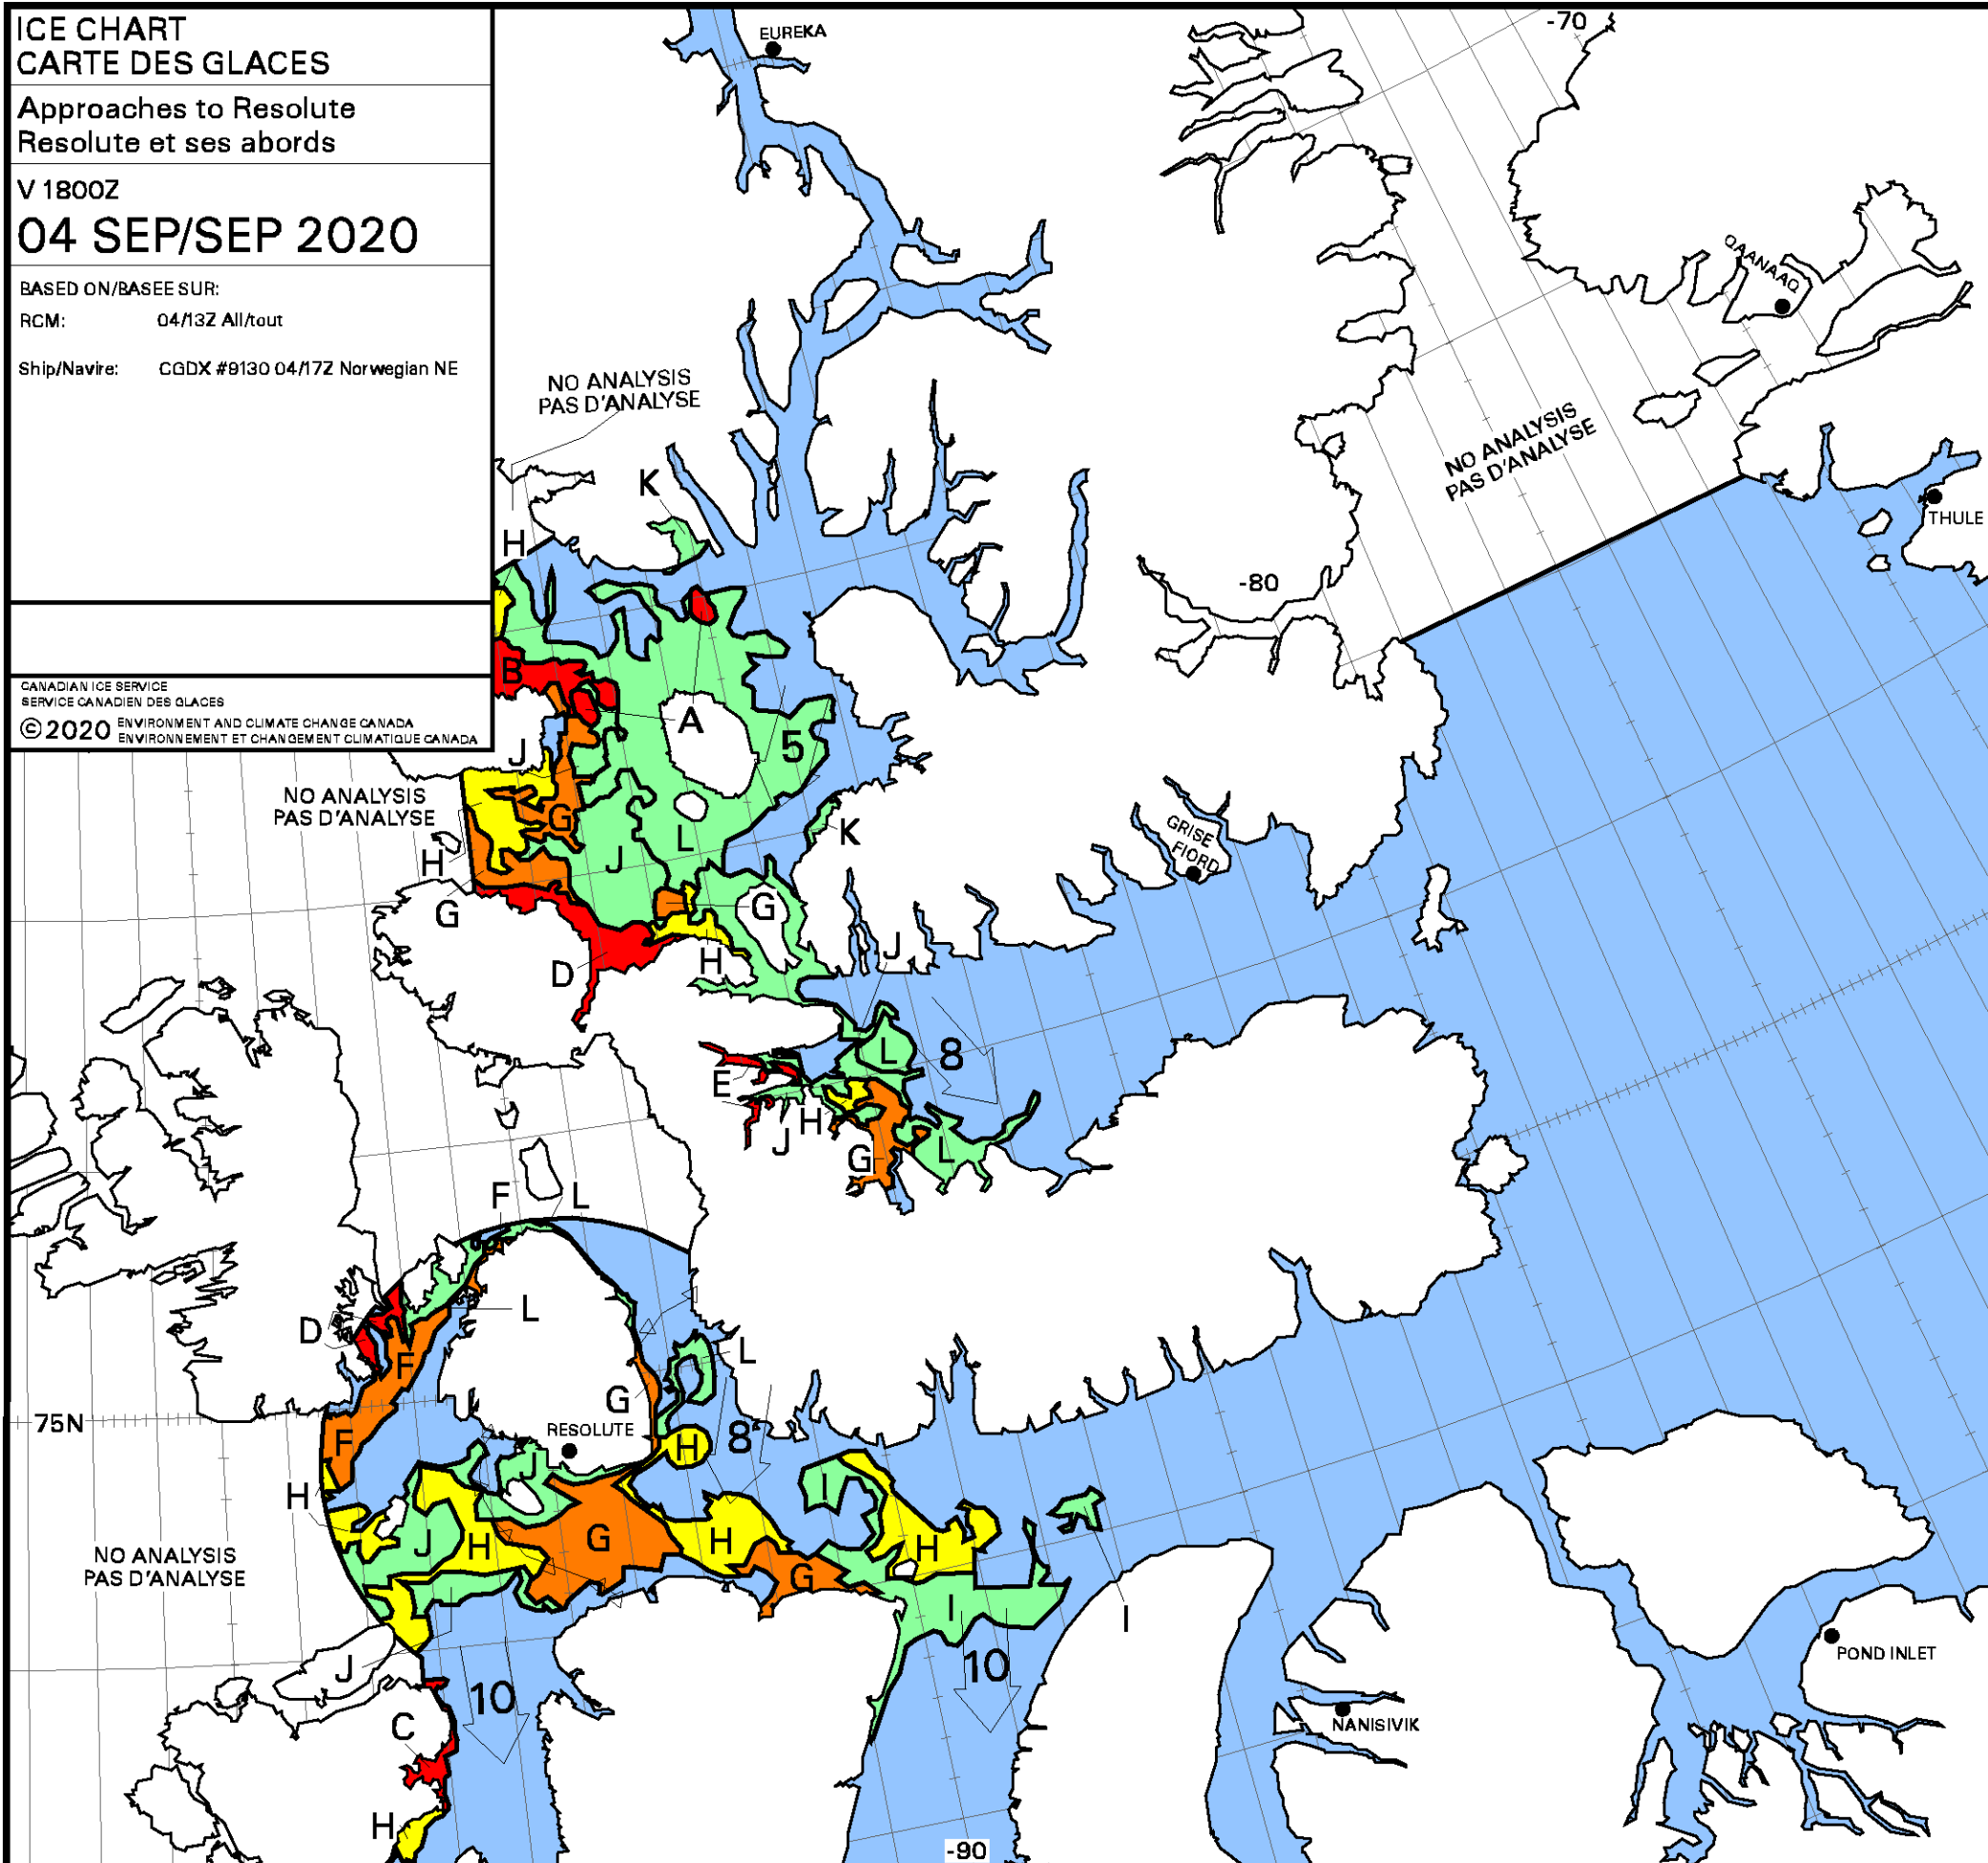 ICE CHART
CARTE DES GLACES
Approaches to Resolute
Resolute et ses abords
V 1800Z
04 SEP/SEP 2020
BASED ON/BASEE SUR:
RCM: 04/13Z All/tout
Ship/Navire: CGDX #9130 04/17Z Norwegian NE
CANADIAN ICE SERVICE
SERVICE CANADIEN DES GLACES
© 2020 ENVIRONMENT AND CLIMATE CHANGE CANADA
ENVIRONNEMENT ET CHANGEMENT CLIMATIQUE CANADA
-70
EUREKA
QAANAAQ
NO ANALYSIS
PAS D'ANALYSE
NO ANALYSIS
PAS D'ANALYSE
K
THULE
H
-80
B
A
5
J
NO ANALYSIS
PAS D'ANALYSE
G
K
GRISE
FIORD
L
J
H
G
G
H
D
J
L
8
E
H
J
G
L
F
L
L
D
F
L
G
75N
RESOLUTE
8
F
H
J
I
H
J
H
G
H
G
H
NO ANALYSIS
PAS D'ANALYSE
I
I
J
10
10
POND INLET
C
NANISIVIK
H
-90